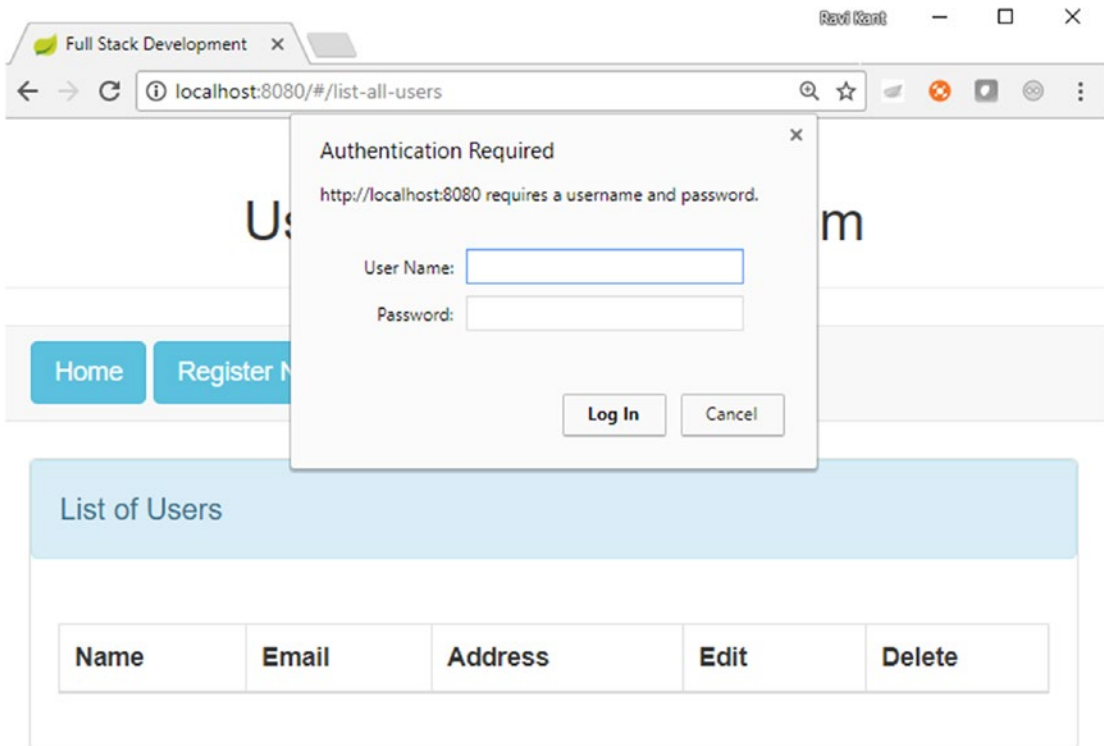 Ravi Kant
Full Stack Development
localhost:8080/#/list-all-users
Authentication Required
http://localhost:8080 requires a username and password.
Us
m
User Name:
Password:
Home
Register N
Log In
Cancel
List of Users
Name Email Address Edit Delete